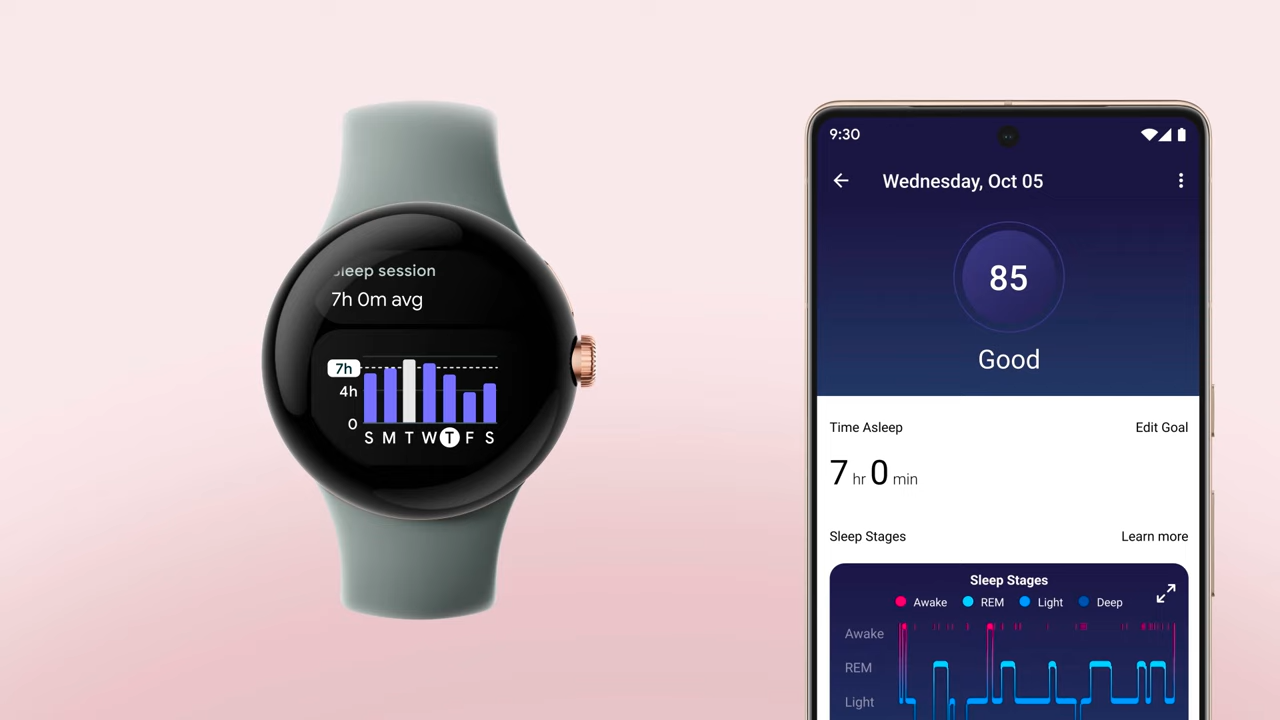 sleep session
7h 0m avg
7h
4h
0
S M T W T F S
9:30
Wednesday, Oct 05
85
Good
Time Asleep
Edit Goal
7 hr 0 min
Sleep Stages
Learn more
Sleep Stages
Awake REM Light Deep
Awake
REM
Light